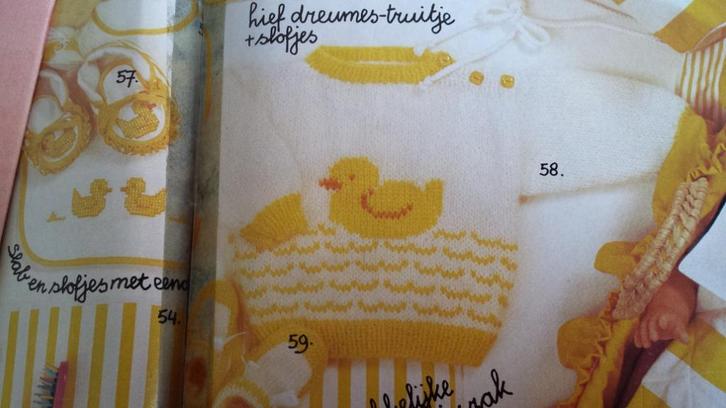 lief dreumes-truitje
+ slofjes
57.
58.
slab en slofjes met eend
54.
59.